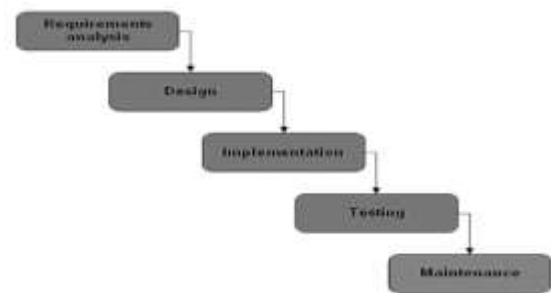 Requirements
analysis
Design
Implementation
Testing
Maintenance